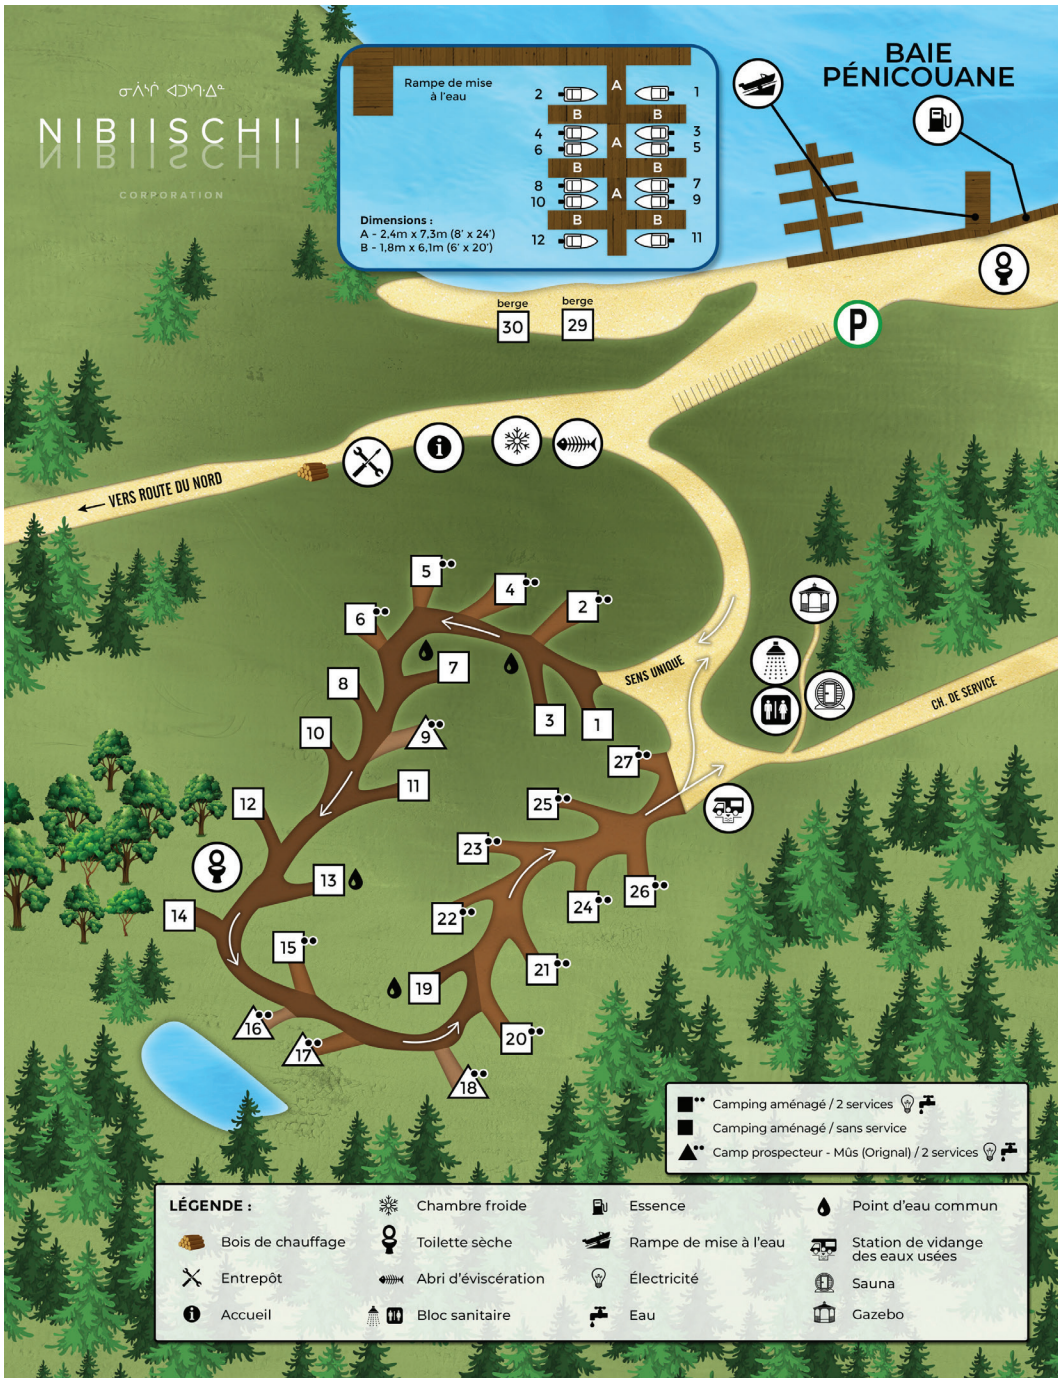 σᓃᔅᒌ ᐊᑐᔅᑫᐧᐃᓐ
NIBIISCHII
CORPORATION
BAIE
PÉNICOUANE
Rampe de mise
à l'eau
A
2
1
B
B
4
3
A
6
5
B
B
8
7
A
10
9
B
B
12
11
Dimensions :
A - 2,4m x 7,3m (8' x 24')
B - 1,8m x 6,1m (6' x 20')
berge
30
berge
29
P
← VERS ROUTE DU NORD
SENS UNIQUE
CH. DE SERVICE
5
4
2
6
7
8
3
1
9
10
27
11
25
12
23
13
26
24
14
22
15
21
19
16
20
17
18
Camping aménagé / 2 services
Camping aménagé / sans service
Camp prospecteur - Mûs (Orignal) / 2 services
LÉGENDE :
Bois de chauffage
Entrepôt
Accueil
Chambre froide
Toilette sèche
Abri d'éviscération
Bloc sanitaire
Essence
Rampe de mise à l'eau
Électricité
Eau
Point d'eau commun
Station de vidange
des eaux usées
Sauna
Gazebo